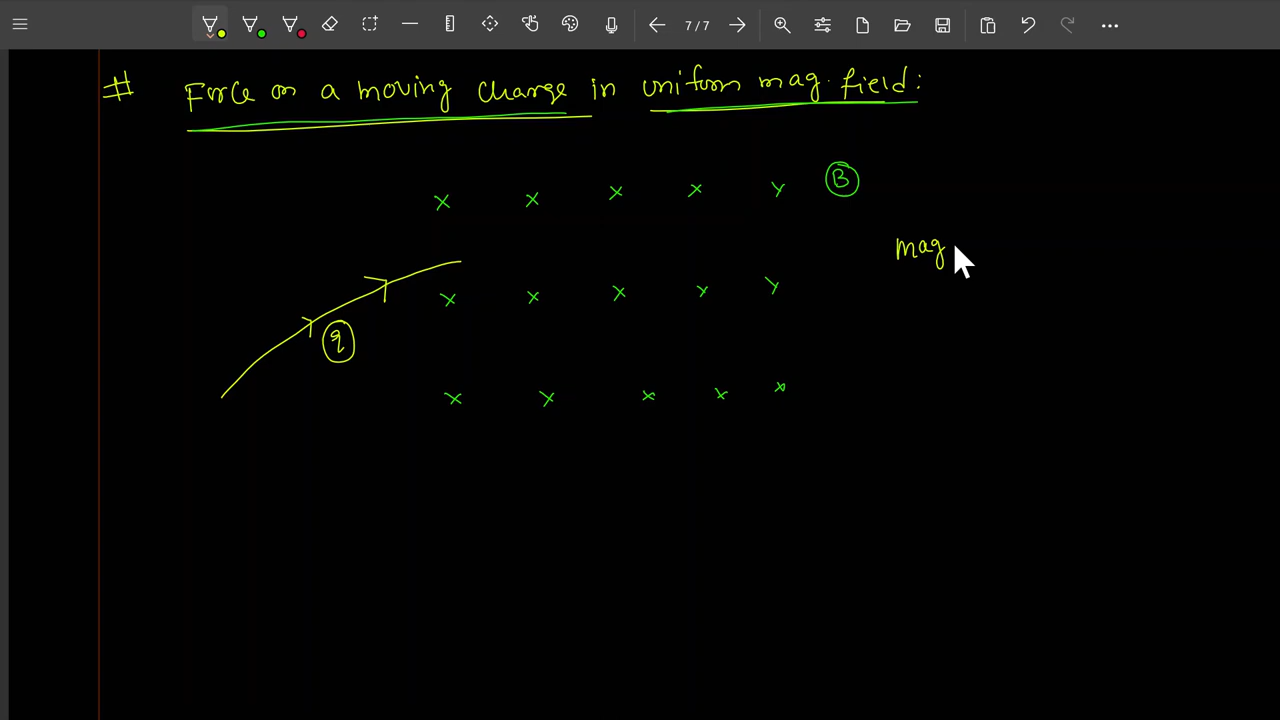 7/7
# Force on a moving charge in uniform mag. field:
x x x x x B
mag
x x x x x
q
x x x x x